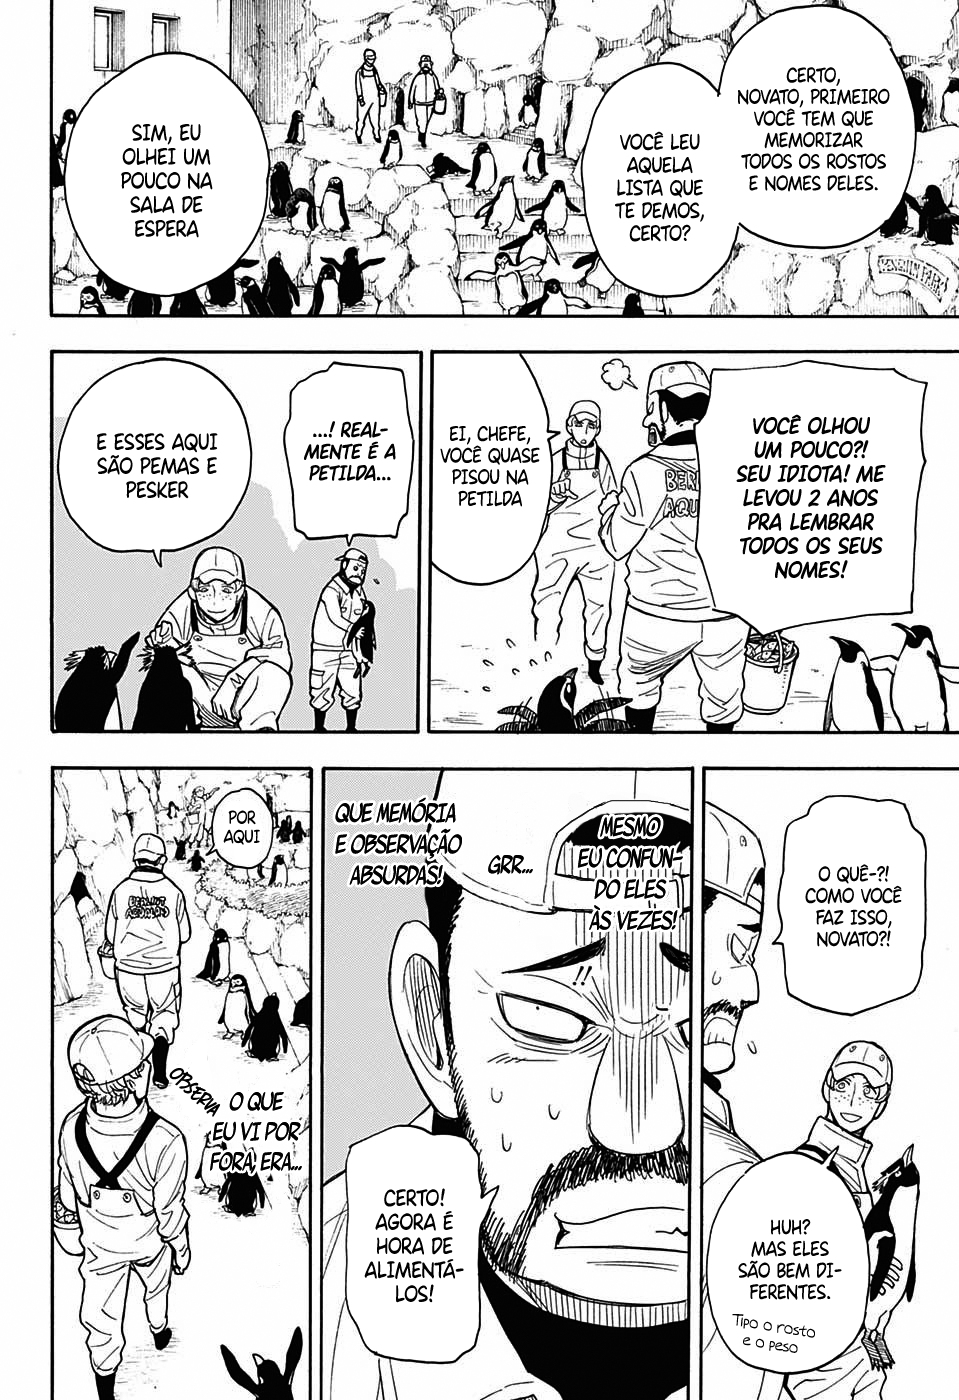 CERTO,
NOVATO, PRIMEIRO
VOCÊ TEM QUE
MEMORIZAR
TODOS OS ROSTOS
E NOMES DELES.
VOCÊ LEU
AQUELA
LISTA QUE
TE DEMOS,
CERTO?
SIM, EU
OLHEI UM
POUCO NA
SALA DE
ESPERA
PENGUIN PARK
VOCÊ OLHOU
UM POUCO?!
SEU IDIOTA! ME
LEVOU 2 ANOS
PRA LEMBRAR
TODOS OS SEUS
NOMES!
EI, CHEFE,
VOCÊ QUASE
PISOU NA
PETILDA
BERL
AQU
...! REAL-
MENTE É A
PETILDA...
E ESSES AQUI
SÃO PEMAS E
PESKER
O QUÊ-?!
COMO VOCÊ
FAZ ISSO,
NOVATO?!
HUH?
MAS ELES
SÃO BEM DI-
FERENTES.
Tipo o rosto
e o peso
MESMO
EU CONFUN-
DO ELES
ÀS VEZES!
GRR...
QUE MEMÓRIA
E OBSERVAÇÃO
ABSURDAS!
!!
CERTO!
AGORA É
HORA DE
ALIMENTÁ-
LOS!
POR
AQUI
BERLINT
AQUARIUM
OBSERVA
O QUE
EU VI POR
FORA ERA...